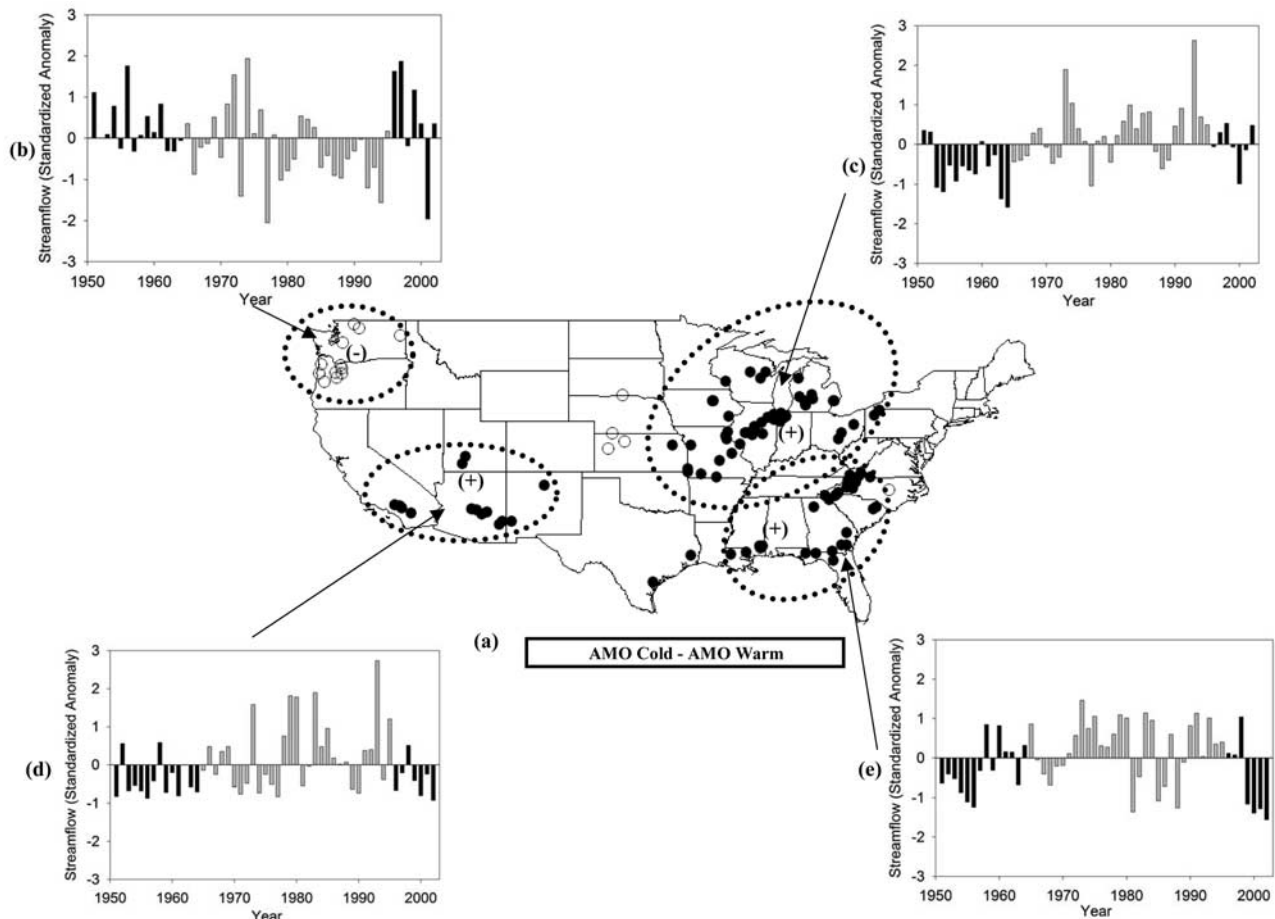 (b)
Streamflow (Standardized Anomaly)
3
2
1
0
-1
-2
-3
1950 1960 1970 1980 1990 2000
Year
(c)
Streamflow (Standardized Anomaly)
3
2
1
0
-1
-2
-3
1950 1960 1970 1980 1990 2000
Year
(-)
(+)
(+)
(+)
(a)
AMO Cold - AMO Warm
(d)
Streamflow (Standardized Anomaly)
3
2
1
0
-1
-2
-3
1950 1960 1970 1980 1990 2000
Year
(e)
Streamflow (Standardized Anomaly)
3
2
1
0
-1
-2
-3
1950 1960 1970 1980 1990 2000
Year